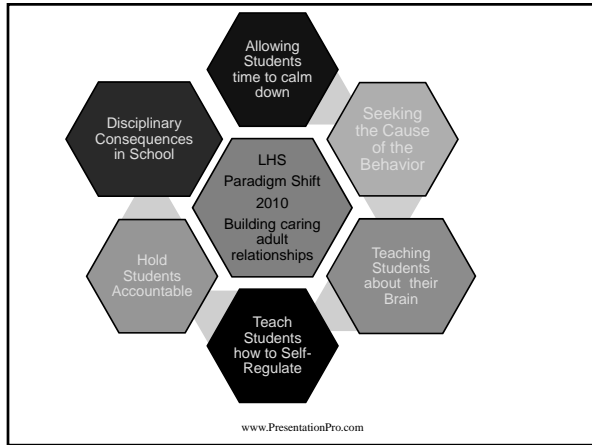 Allowing
Students
time to calm
down
Seeking
the Cause
of the
Behavior
Teaching
Students
about their
Brain
Teach
Students
how to Self-
Regulate
Hold
Students
Accountable
Disciplinary
Consequences
in School
LHS
Paradigm Shift
2010
Building caring
adult
relationships
www.PresentationPro.com